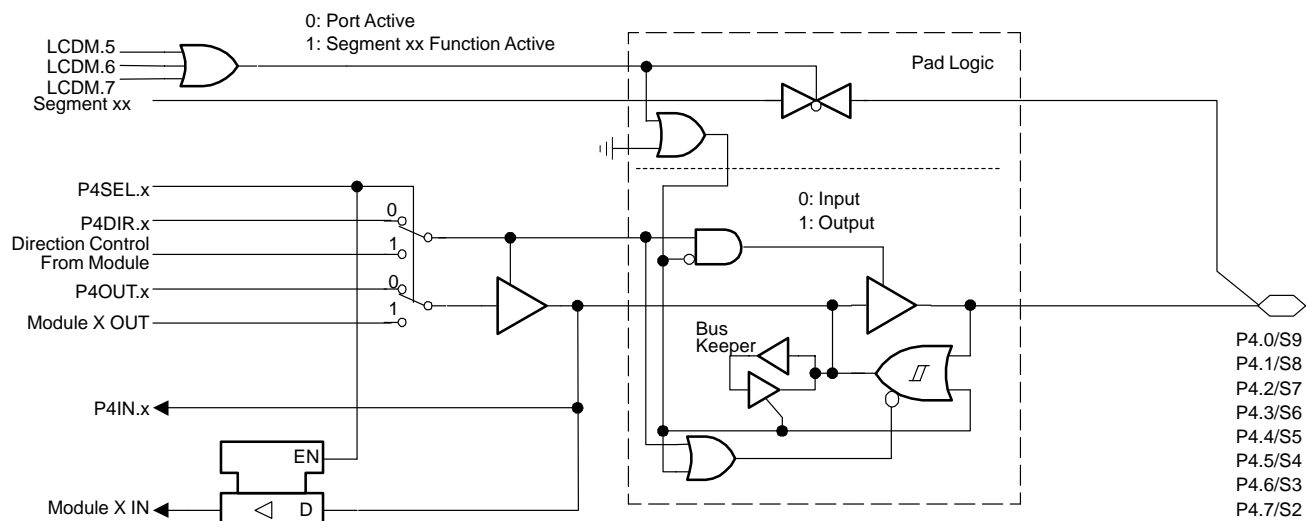 0: Port Active
1: Segment xx Function Active
LCDM.5
LCDM.6
LCDM.7
Segment xx
Pad Logic
P4SEL.x
P4DIR.x
0
Direction Control
From Module
1
0: Input
1: Output
P4OUT.x
0
Module X OUT
1
Bus
Keeper
P4IN.x
EN
Module X IN
D
P4.0/S9
P4.1/S8
P4.2/S7
P4.3/S6
P4.4/S5
P4.5/S4
P4.6/S3
P4.7/S2